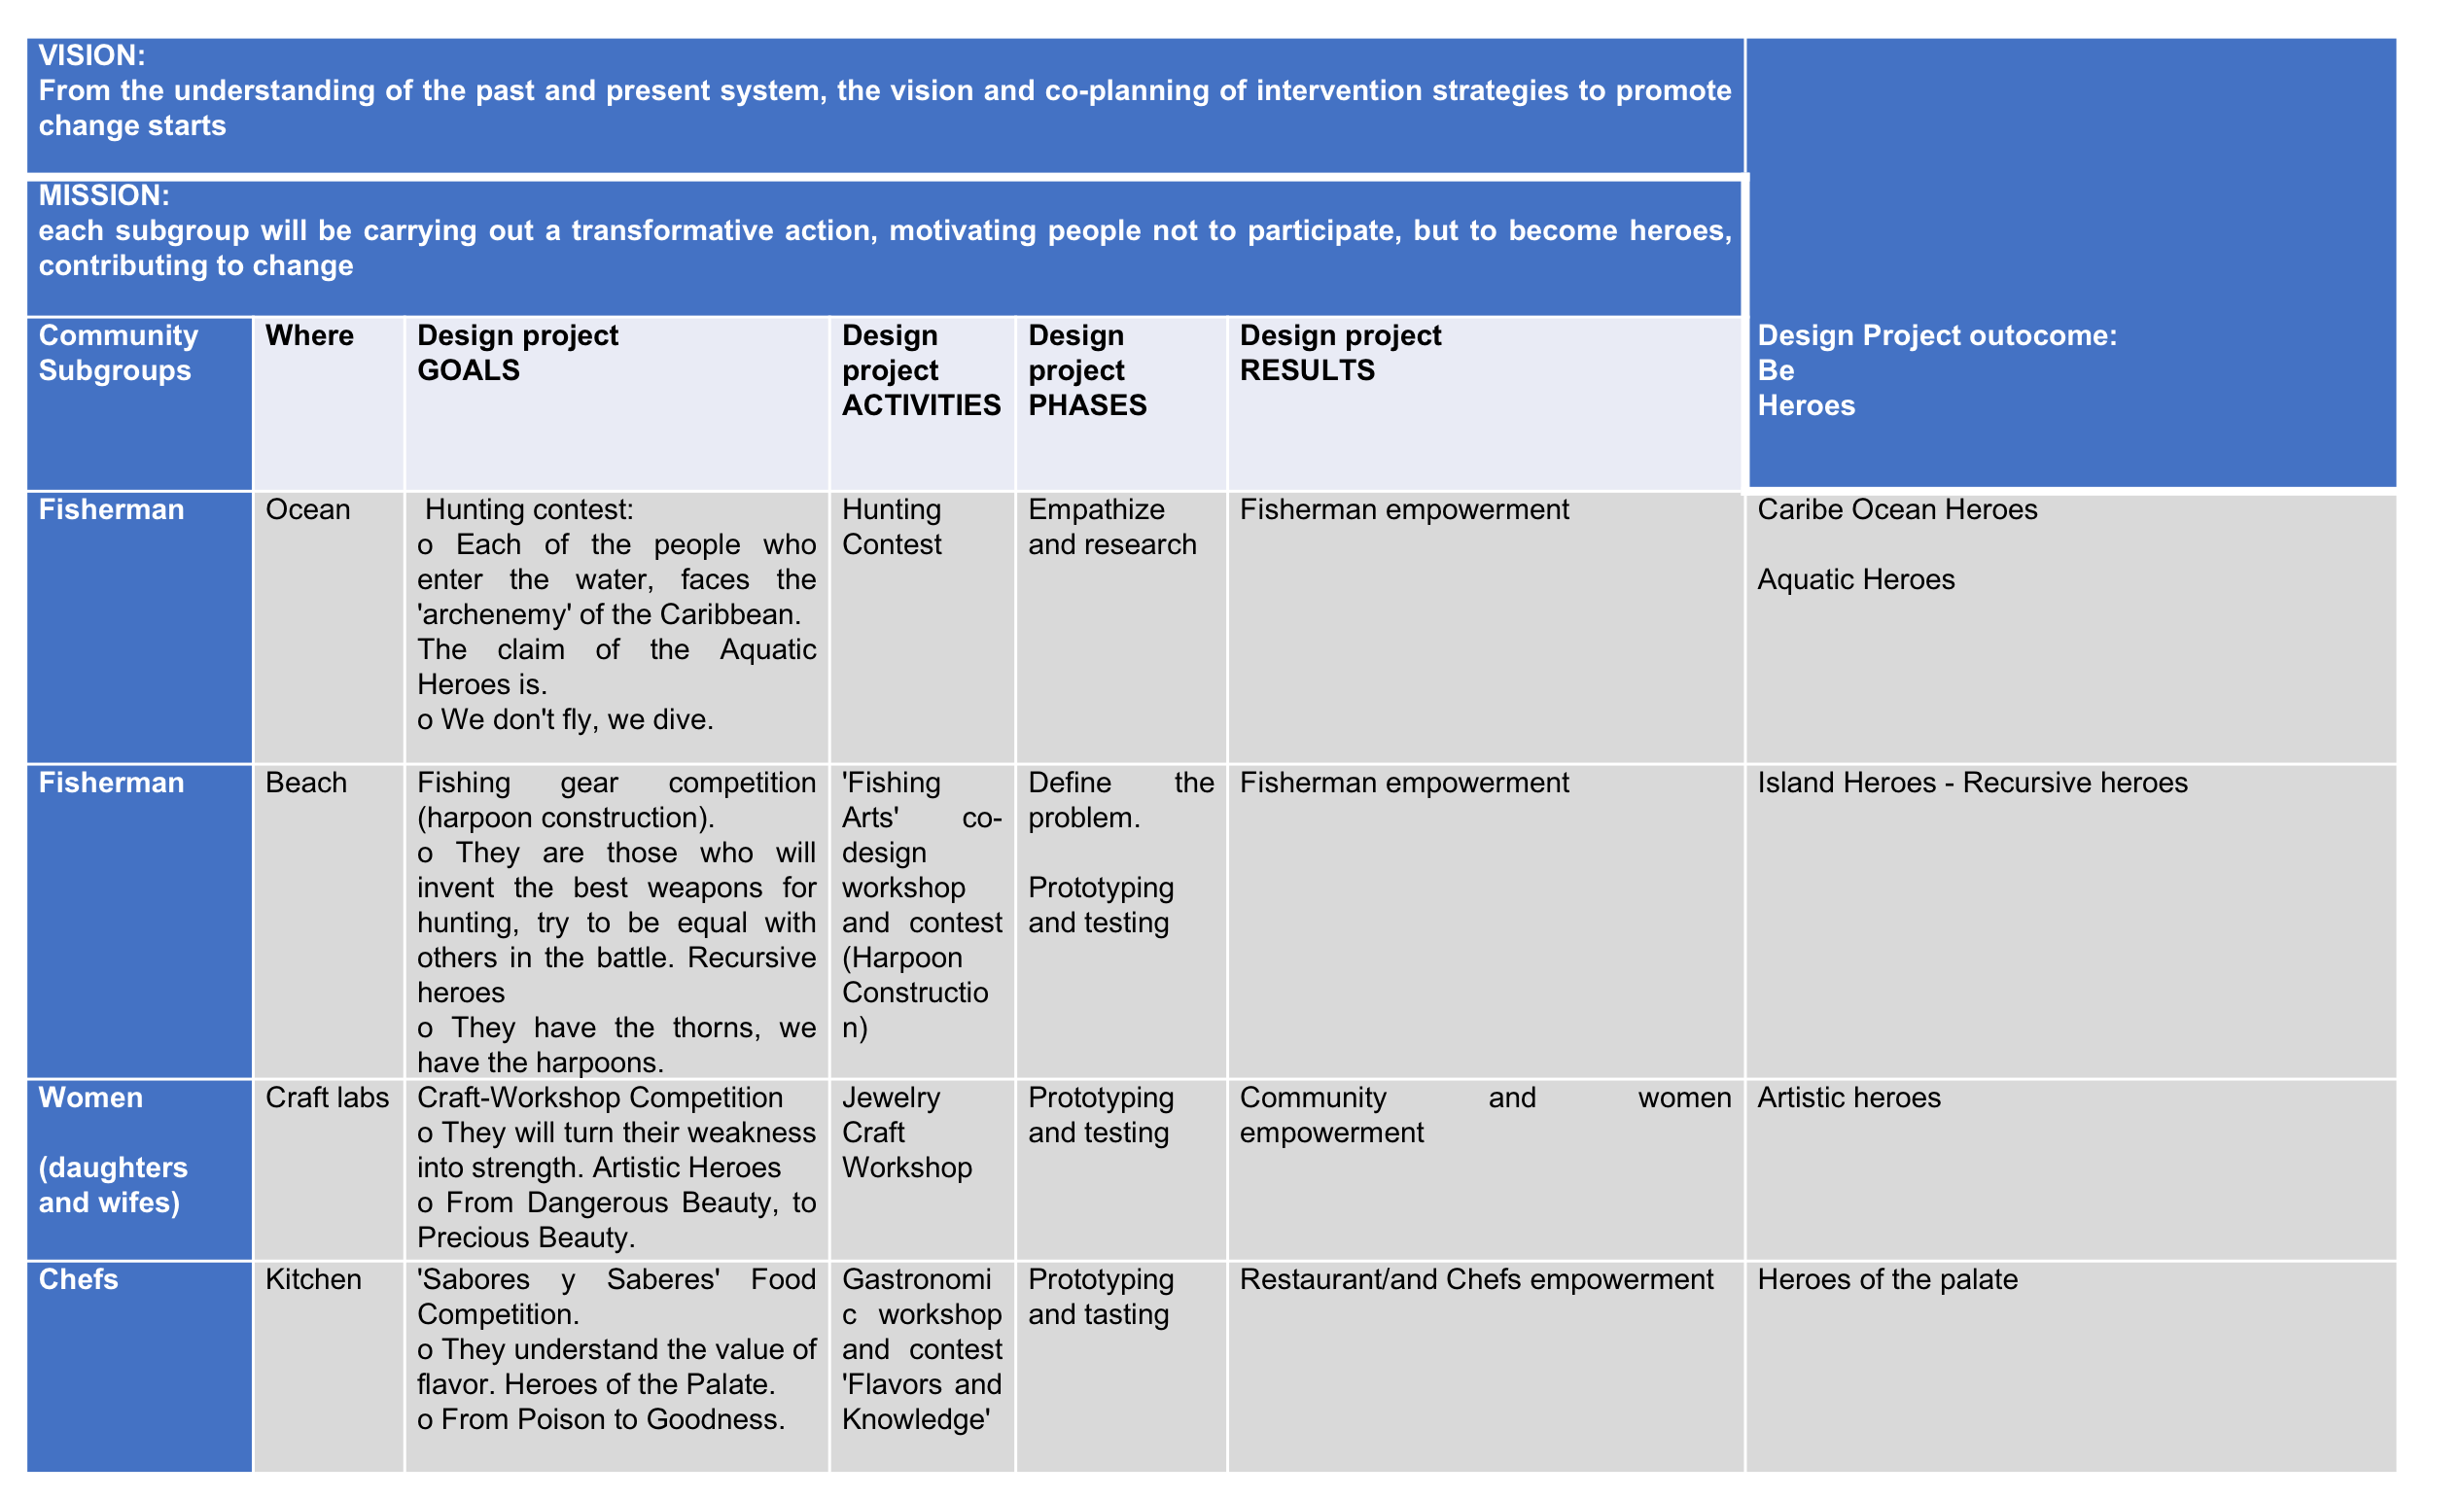 VISION:
From the understanding of the past and present system, the vision and co-planning of intervention strategies to promote
change starts
MISSION:
each subgroup will be carrying out a transformative action, motivating people not to participate, but to become heroes,
contributing to change
Community
Subgroups
Where
Design project
GOALS
Design
project
ACTIVITIES
Design
project
PHASES
Design project
RESULTS
Design Project outocome:
Be
Heroes
Fisherman
Ocean
Hunting contest:
o Each of the people who
enter the water, faces the
'archenemy' of the Caribbean.
The claim of the Aquatic
Heroes is.
o We don't fly, we dive.
Hunting
Contest
Empathize
and research
Fisherman empowerment
Caribe Ocean Heroes
Aquatic Heroes
Fisherman
Beach
Fishing gear competition
(harpoon construction).
o They are those who will
invent the best weapons for
hunting, try to be equal with
others in the battle. Recursive
heroes
o They have the thorns, we
have the harpoons.
'Fishing
Arts' co-
design
workshop
and contest
(Harpoon
Constructio
n)
Define the
problem.
Prototyping
and testing
Fisherman empowerment
Island Heroes - Recursive heroes
Women
(daughters
and wifes)
Craft labs
Craft-Workshop Competition
o They will turn their weakness
into strength. Artistic Heroes
o From Dangerous Beauty, to
Precious Beauty.
Jewelry
Craft
Workshop
Prototyping
and testing
Community and women
empowerment
Artistic heroes
Chefs
Kitchen
'Sabores y Saberes' Food
Competition.
o They understand the value of
flavor. Heroes of the Palate.
o From Poison to Goodness.
Gastronomi
c workshop
and contest
'Flavors and
Knowledge'
Prototyping
and tasting
Restaurant/and Chefs empowerment
Heroes of the palate